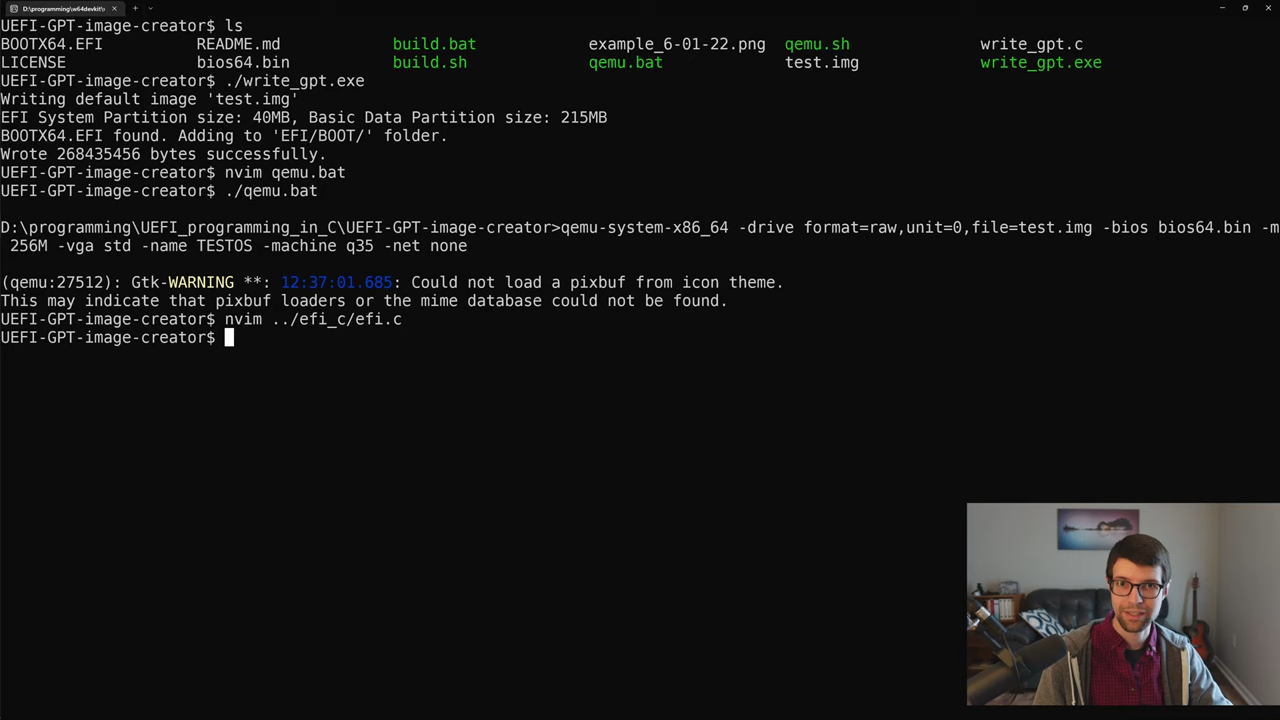 D:\programming\w64devkit\
UEFI-GPT-image-creator$ ls
BOOTX64.EFI README.md build.bat example_6-01-22.png qemu.sh write_gpt.c
LICENSE bios64.bin build.sh qemu.bat test.img write_gpt.exe
UEFI-GPT-image-creator$ ./write_gpt.exe
Writing default image 'test.img'
EFI System Partition size: 40MB, Basic Data Partition size: 215MB
BOOTX64.EFI found. Adding to 'EFI/BOOT/' folder.
Wrote 268435456 bytes successfully.
UEFI-GPT-image-creator$ nvim qemu.bat
UEFI-GPT-image-creator$ ./qemu.bat
D:\programming\UEFI_programming_in_C\UEFI-GPT-image-creator>qemu-system-x86_64 -drive format=raw,unit=0,file=test.img -bios bios64.bin -m
256M -vga std -name TESTOS -machine q35 -net none
(qemu:27512): Gtk-WARNING **: 12:37:01.685: Could not load a pixbuf from icon theme.
This may indicate that pixbuf loaders or the mime database could not be found.
UEFI-GPT-image-creator$ nvim ../efi_c/efi.c
UEFI-GPT-image-creator$